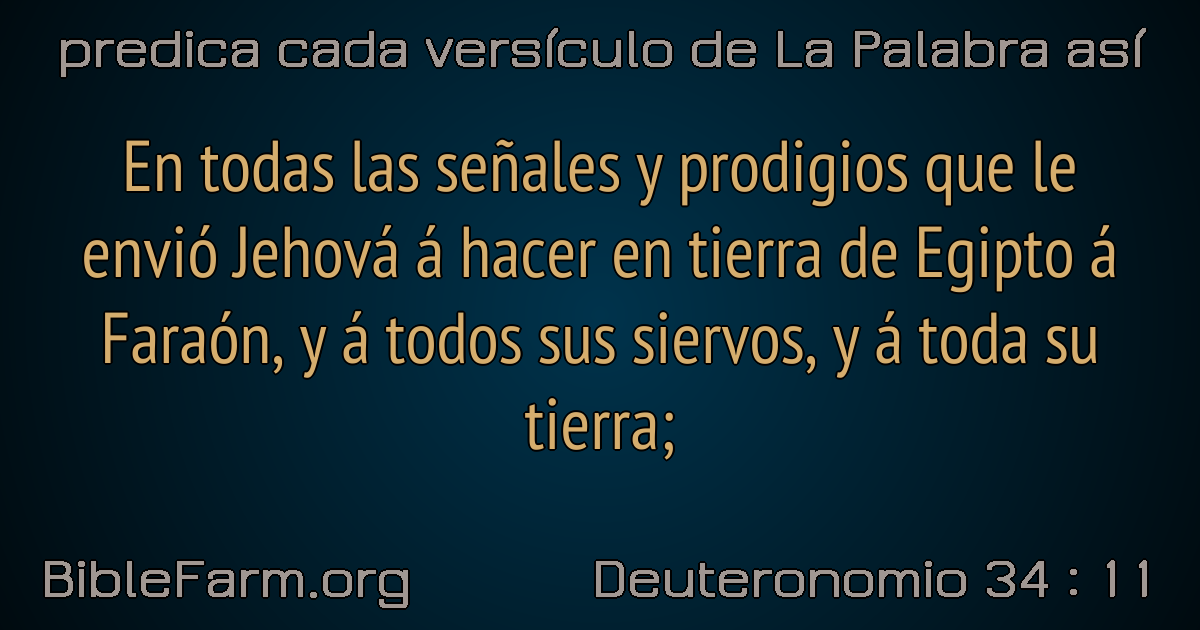 predica cada versículo de La Palabra así
En todas las señales y prodigios que le
envió Jehová á hacer en tierra de Egipto á
Faraón, y á todos sus siervos, y á toda su
tierra;
BibleFarm.org
Deuteronomio 34 : 11